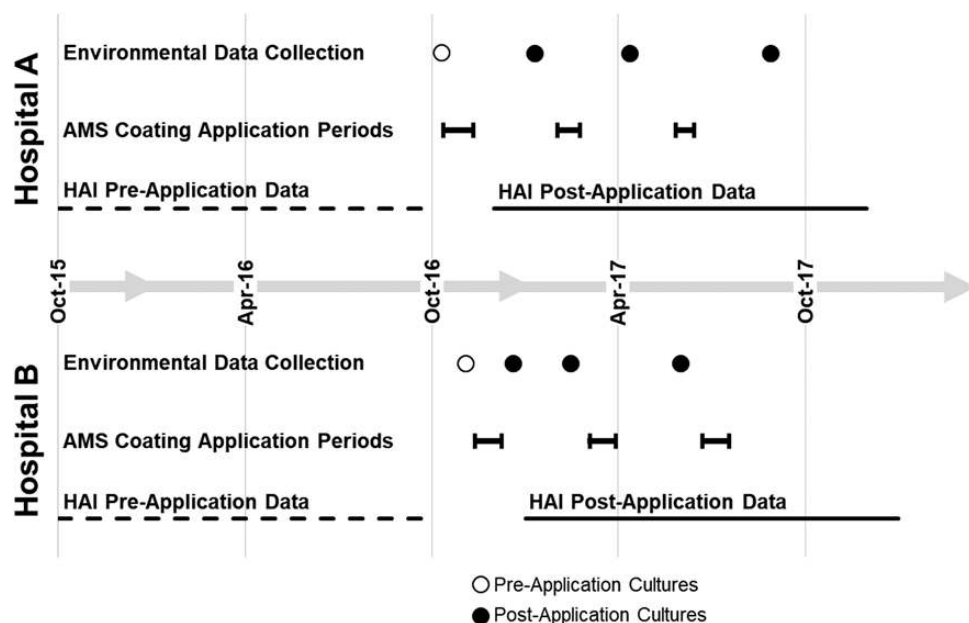 Hospital A
Environmental Data Collection
AMS Coating Application Periods
HAI Pre-Application Data
HAI Post-Application Data
Oct-15
Apr-16
Oct-16
Apr-17
Oct-17
Hospital B
Environmental Data Collection
AMS Coating Application Periods
HAI Pre-Application Data
HAI Post-Application Data
Pre-Application Cultures
Post-Application Cultures